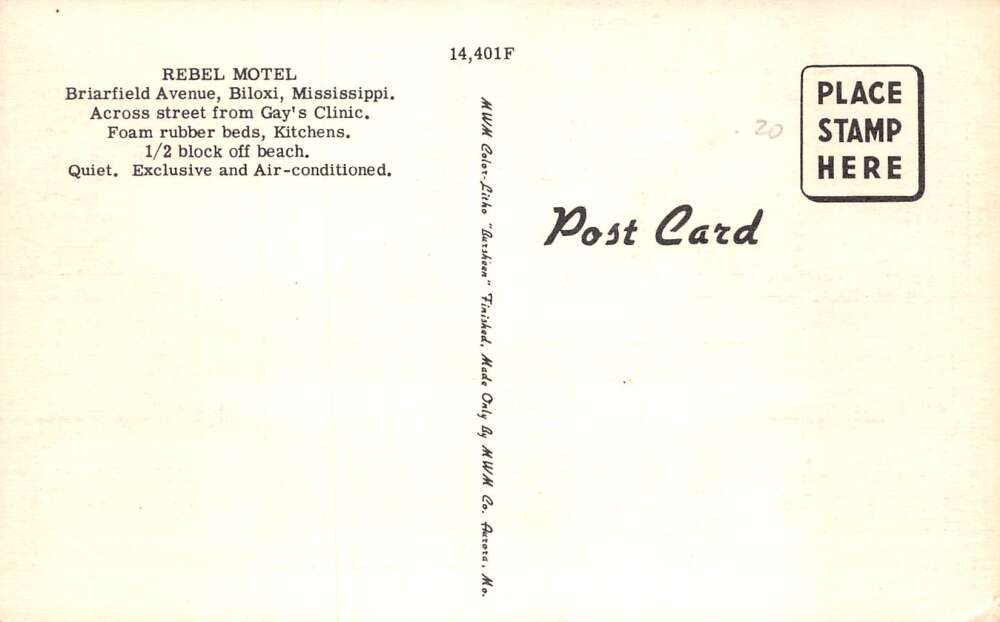 14,401F
REBEL MOTEL
Briarfield Avenue, Biloxi, Mississippi.
Across street from Gay's Clinic.
Foam rubber beds, Kitchens.
1/2 block off beach.
Quiet. Exclusive and Air-conditioned.
MWM Color-Litho "Bursheen" Finished, Made Only By MWM Co. Aurora, Mo.
.20
PLACE
STAMP
HERE
Post Card